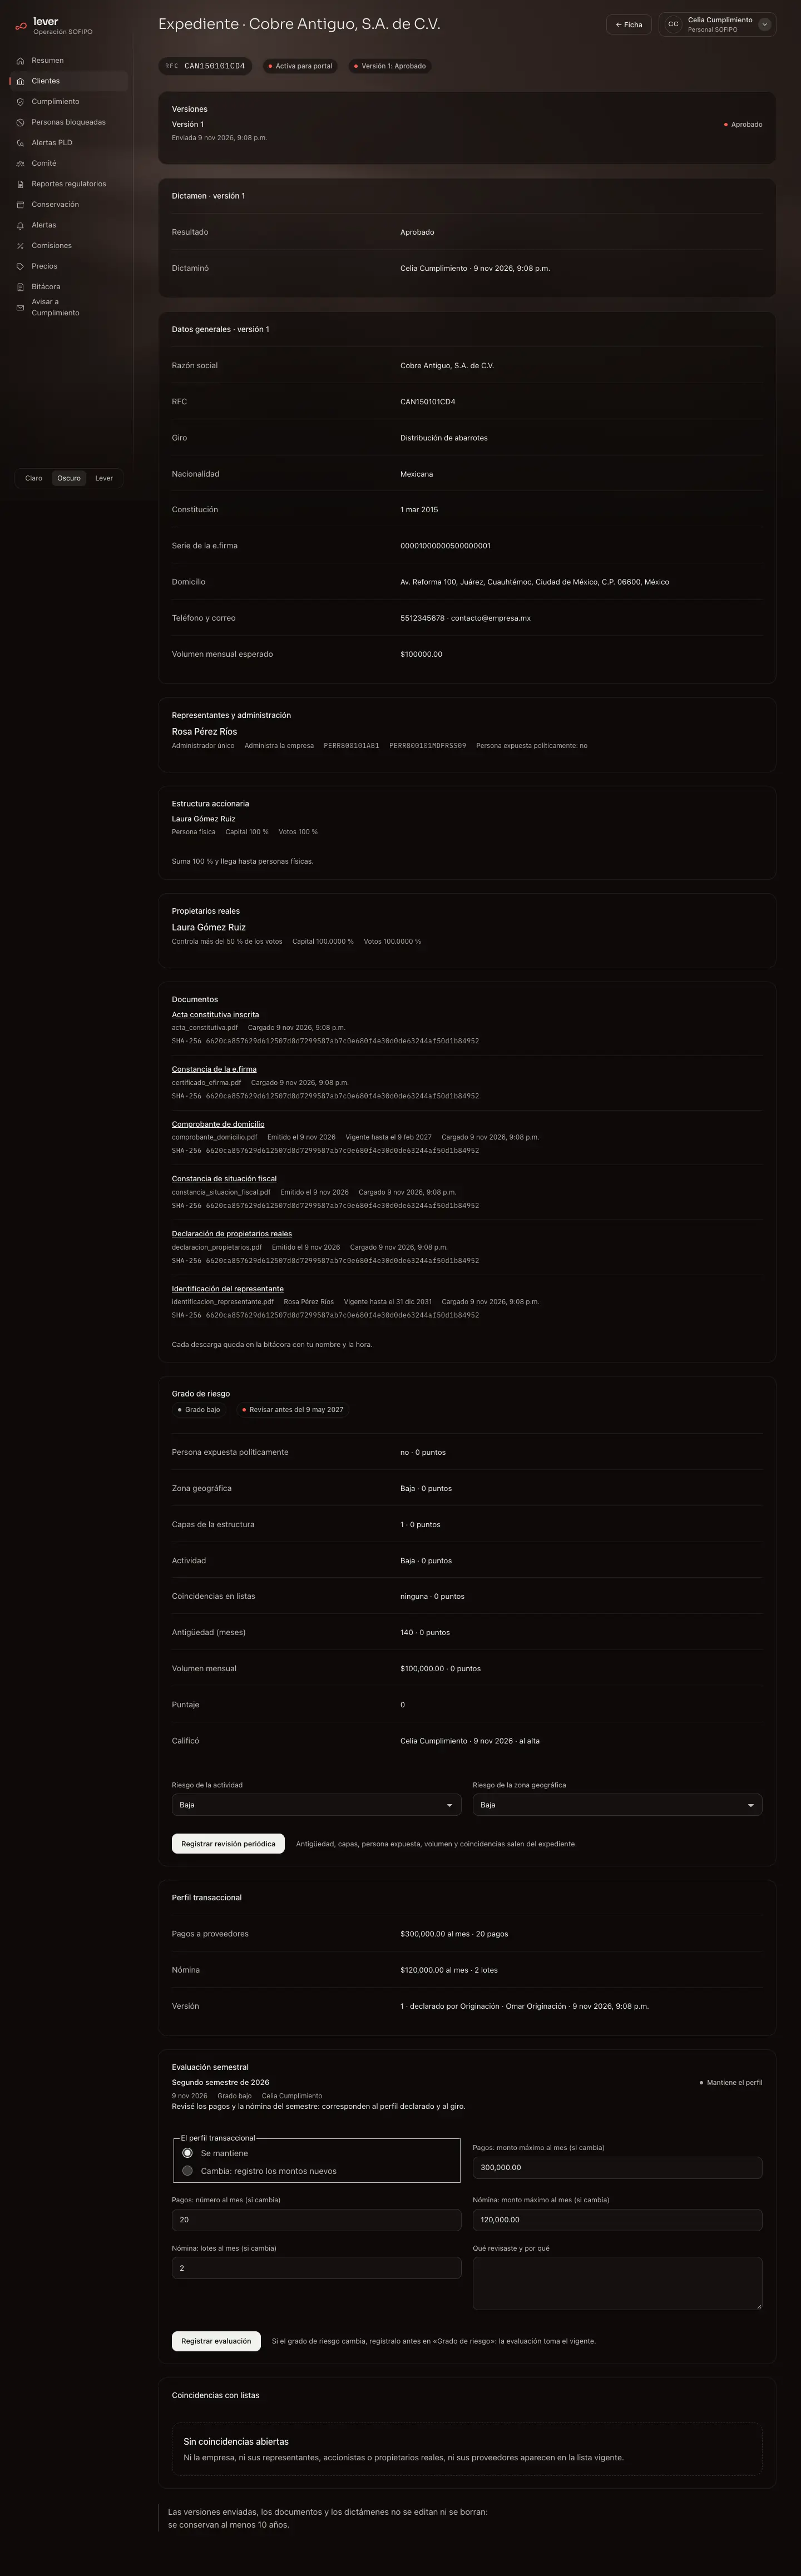 lever
Operación SOFIPO
Resumen
Clientes
Cumplimiento
Personas bloqueadas
Alertas PLD
Comité
Reportes regulatorios
Conservación
Alertas
Comisiones
Precios
Bitácora
Avisar a
Cumplimiento
Claro Oscuro Lever
Expediente · Cobre Antiguo, S.A. de C.V.
← Ficha
CC
Celia Cumplimiento
Personal SOFIPO
RFC CAN150101CD4
Activa para portal
Versión 1: Aprobado
Versiones
Versión 1
Aprobado
Enviada 9 nov 2026, 9:08 p.m.
Dictamen · versión 1
Resultado Aprobado
Dictaminó Celia Cumplimiento · 9 nov 2026, 9:08 p.m.
Datos generales · versión 1
Razón social Cobre Antiguo, S.A. de C.V.
RFC CAN150101CD4
Giro Distribución de abarrotes
Nacionalidad Mexicana
Constitución 1 mar 2015
Serie de la e.firma 00001000000500000001
Domicilio Av. Reforma 100, Juárez, Cuauhtémoc, Ciudad de México, C.P. 06600, México
Teléfono y correo 5512345678 · contacto@empresa.mx
Volumen mensual esperado $100000.00
Representantes y administración
Rosa Pérez Ríos
Administrador único Administra la empresa PERR800101AB1 PERR800101MDFRSS09 Persona expuesta políticamente: no
Estructura accionaria
Laura Gómez Ruiz
Persona física Capital 100 % Votos 100 %
Suma 100 % y llega hasta personas físicas.
Propietarios reales
Laura Gómez Ruiz
Controla más del 50 % de los votos Capital 100.0000 % Votos 100.0000 %
Documentos
Acta constitutiva inscrita
acta_constitutiva.pdf Cargado 9 nov 2026, 9:08 p.m.
SHA-256 6620ca857629d612507d8d7299587ab7c0e680f4e30d0de63244af50d1b84952
Constancia de la e.firma
certificado_efirma.pdf Cargado 9 nov 2026, 9:08 p.m.
SHA-256 6620ca857629d612507d8d7299587ab7c0e680f4e30d0de63244af50d1b84952
Comprobante de domicilio
comprobante_domicilio.pdf Emitido el 9 nov 2026 Vigente hasta el 9 feb 2027 Cargado 9 nov 2026, 9:08 p.m.
SHA-256 6620ca857629d612507d8d7299587ab7c0e680f4e30d0de63244af50d1b84952
Constancia de situación fiscal
constancia_situacion_fiscal.pdf Emitido el 9 nov 2026 Cargado 9 nov 2026, 9:08 p.m.
SHA-256 6620ca857629d612507d8d7299587ab7c0e680f4e30d0de63244af50d1b84952
Declaración de propietarios reales
declaracion_propietarios.pdf Emitido el 9 nov 2026 Cargado 9 nov 2026, 9:08 p.m.
SHA-256 6620ca857629d612507d8d7299587ab7c0e680f4e30d0de63244af50d1b84952
Identificación del representante
identificacion_representante.pdf Rosa Pérez Ríos Vigente hasta el 31 dic 2031 Cargado 9 nov 2026, 9:08 p.m.
SHA-256 6620ca857629d612507d8d7299587ab7c0e680f4e30d0de63244af50d1b84952
Cada descarga queda en la bitácora con tu nombre y la hora.
Grado de riesgo
Grado bajo
Revisar antes del 9 may 2027
Persona expuesta políticamente no · 0 puntos
Zona geográfica Baja · 0 puntos
Capas de la estructura 1 · 0 puntos
Actividad Baja · 0 puntos
Coincidencias en listas ninguna · 0 puntos
Antigüedad (meses) 140 · 0 puntos
Volumen mensual $100,000.00 · 0 puntos
Puntaje 0
Calificó Celia Cumplimiento · 9 nov 2026 · al alta
Riesgo de la actividad
Baja
Riesgo de la zona geográfica
Baja
Registrar revisión periódica
Antigüedad, capas, persona expuesta, volumen y coincidencias salen del expediente.
Perfil transaccional
Pagos a proveedores $300,000.00 al mes · 20 pagos
Nómina $120,000.00 al mes · 2 lotes
Versión 1 · declarado por Originación · Omar Originación · 9 nov 2026, 9:08 p.m.
Evaluación semestral
Segundo semestre de 2026
Mantiene el perfil
9 nov 2026 Grado bajo Celia Cumplimiento
Revisé los pagos y la nómina del semestre: corresponden al perfil declarado y al giro.
El perfil transaccional
Se mantiene
Cambia: registro los montos nuevos
Pagos: monto máximo al mes (si cambia)
300,000.00
Pagos: número al mes (si cambia)
20
Nómina: monto máximo al mes (si cambia)
120,000.00
Nómina: lotes al mes (si cambia)
2
Qué revisaste y por qué
Registrar evaluación
Si el grado de riesgo cambia, regístralo antes en «Grado de riesgo»: la evaluación toma el vigente.
Coincidencias con listas
Sin coincidencias abiertas
Ni la empresa, ni sus representantes, accionistas o propietarios reales, ni sus proveedores aparecen en la lista vigente.
Las versiones enviadas, los documentos y los dictámenes no se editan ni se borran:
se conservan al menos 10 años.